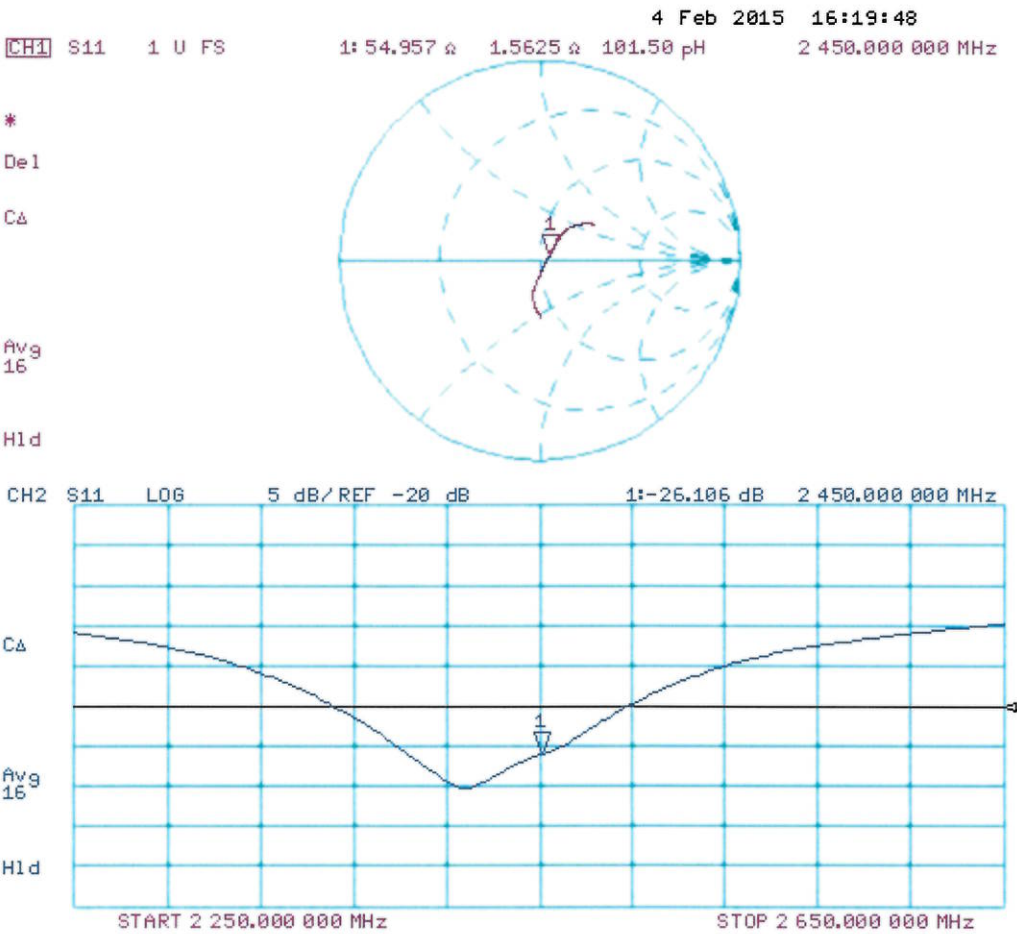 4 Feb 2015 16:19:48
CH1 S11 1 U FS 1: 54.957 Ω 1.5625 Ω 101.50 pH 2 450.000 000 MHz
*
Del
CΔ
1
Avg
16
Hld
CH2 S11 LOG 5 dB/REF -20 dB 1:-26.106 dB 2 450.000 000 MHz
CΔ
1
Avg
16
Hld
START 2 250.000 000 MHz STOP 2 650.000 000 MHz